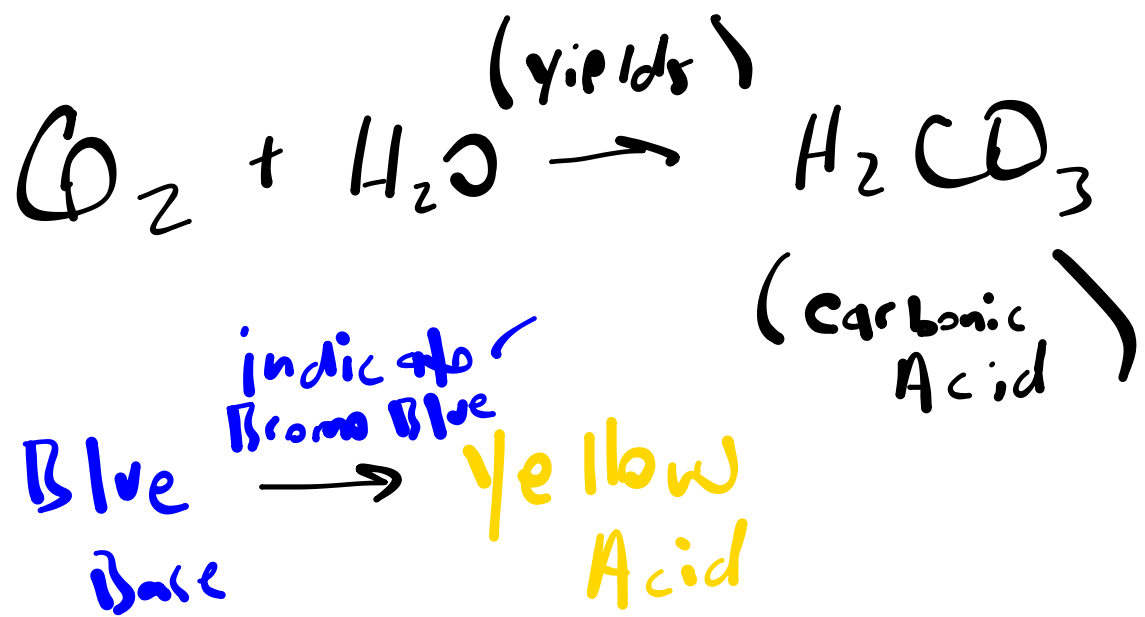 (yields)
CO₂ + H₂O → H₂CO₃
(carbonic
Acid)
indicator
Bromo Blue
Blue → Yellow
Base Acid